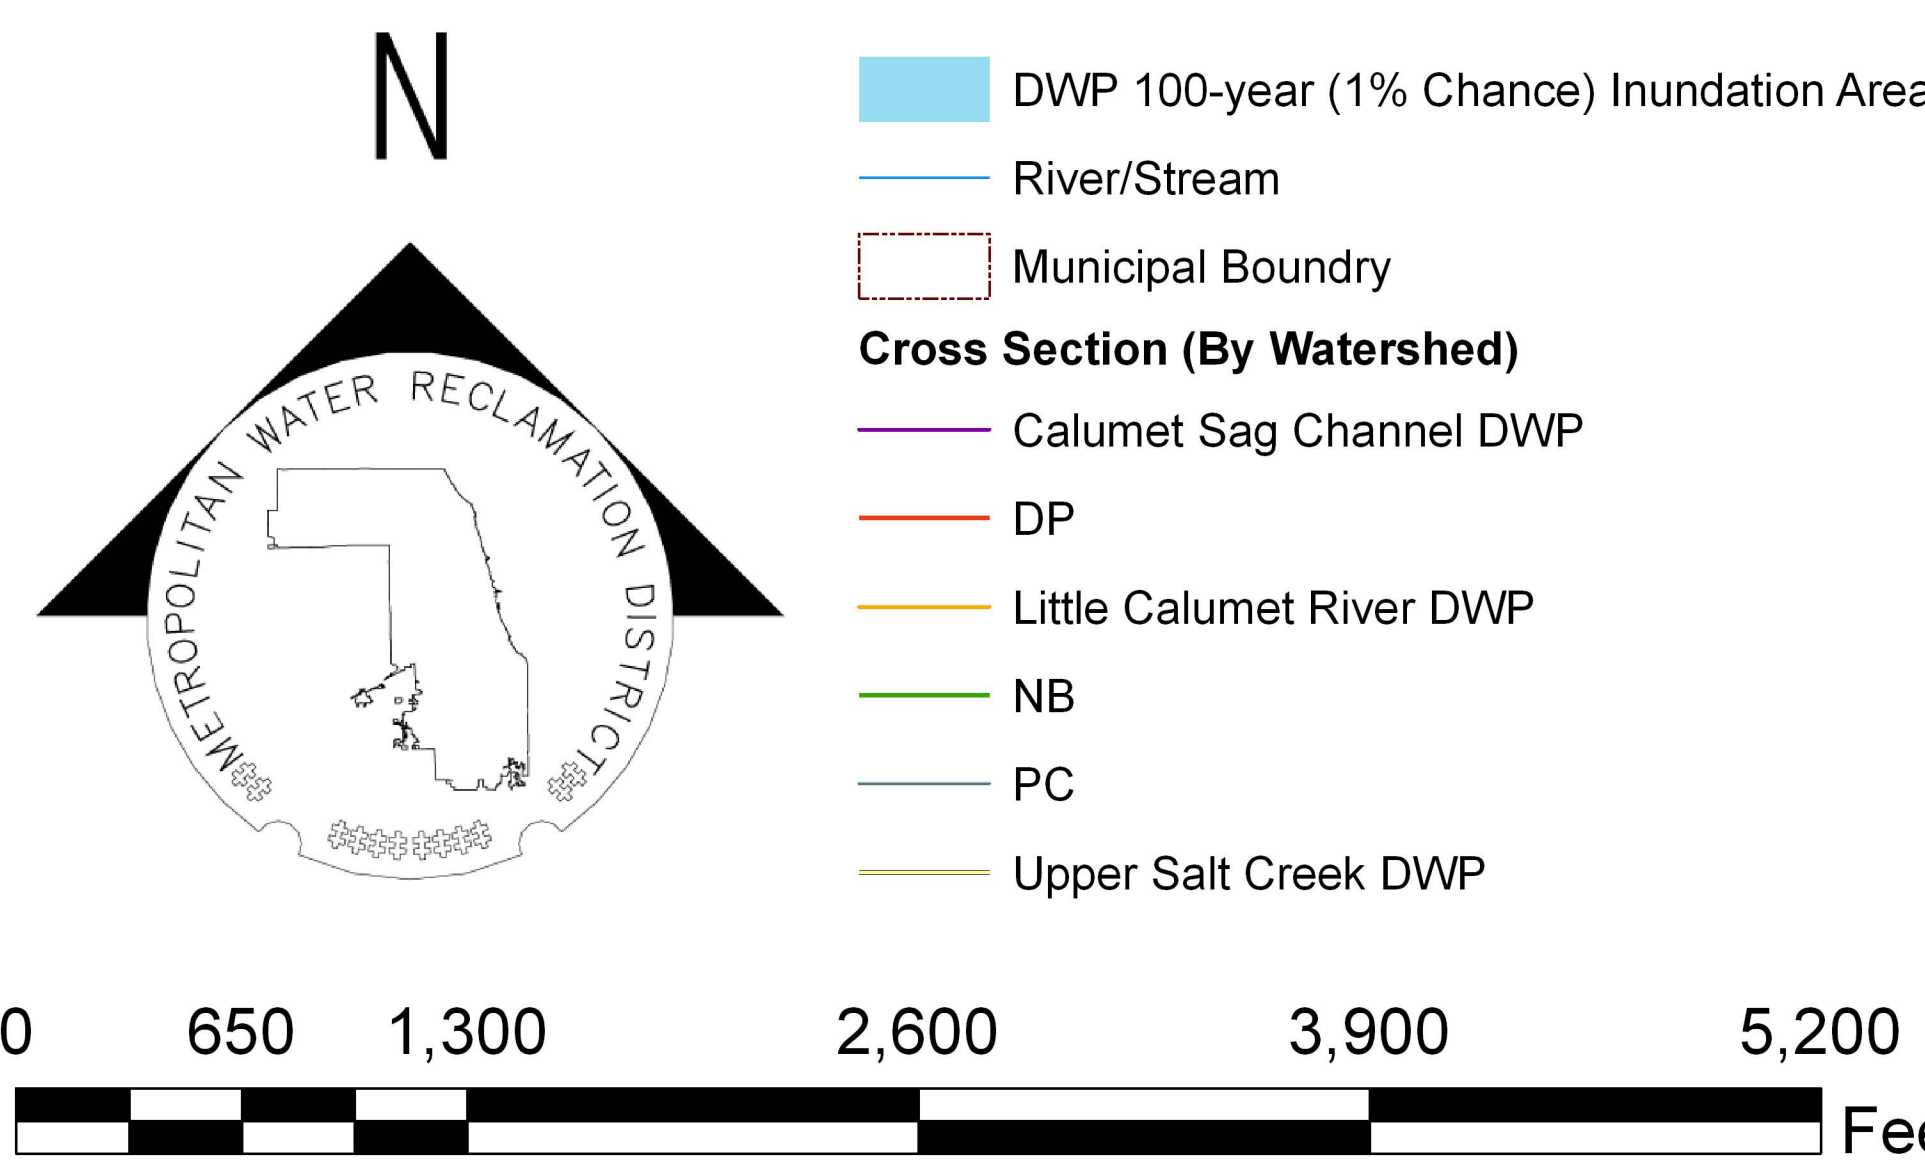 N
METROPOLITAN WATER RECLAMATION DISTRICT
DWP 100-year (1% Chance) Inundation Area
River/Stream
Municipal Boundry
Cross Section (By Watershed)
Calumet Sag Channel DWP
DP
Little Calumet River DWP
NB
PC
Upper Salt Creek DWP
0 650 1,300 2,600 3,900 5,200
Fee